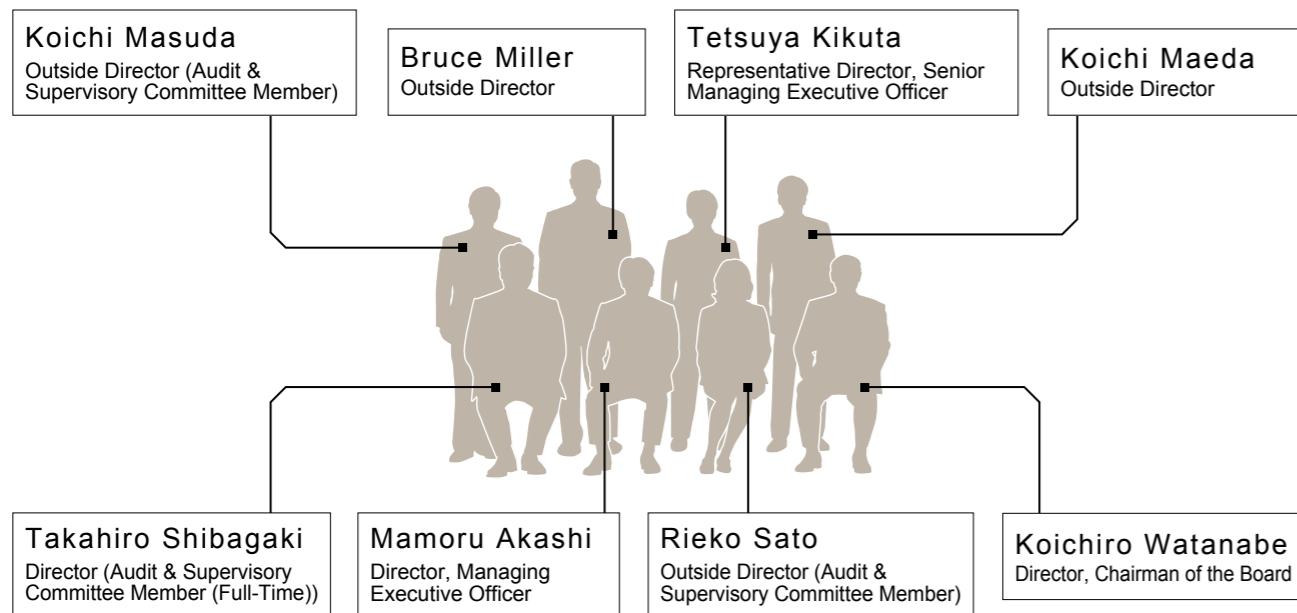 Koichi Masuda
Outside Director (Audit &
Supervisory Committee Member)
Bruce Miller
Outside Director
Tetsuya Kikuta
Representative Director, Senior
Managing Executive Officer
Koichi Maeda
Outside Director
Takahiro Shibagaki
Director (Audit & Supervisory
Committee Member (Full-Time))
Mamoru Akashi
Director, Managing
Executive Officer
Rieko Sato
Outside Director (Audit &
Supervisory Committee Member)
Koichiro Watanabe
Director, Chairman of the Board